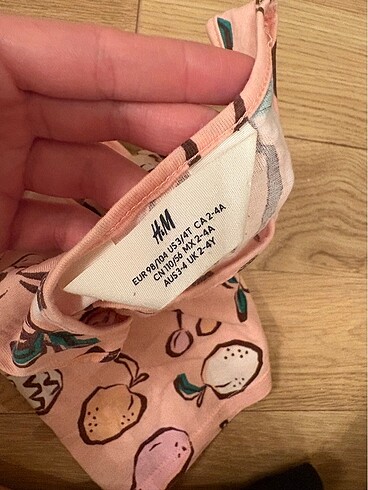 H&M
EUR 98/104 US 3/4T CA 2-4A
CN 110/56 MX 2-4A
AUS 3-4 UK 2-4Y